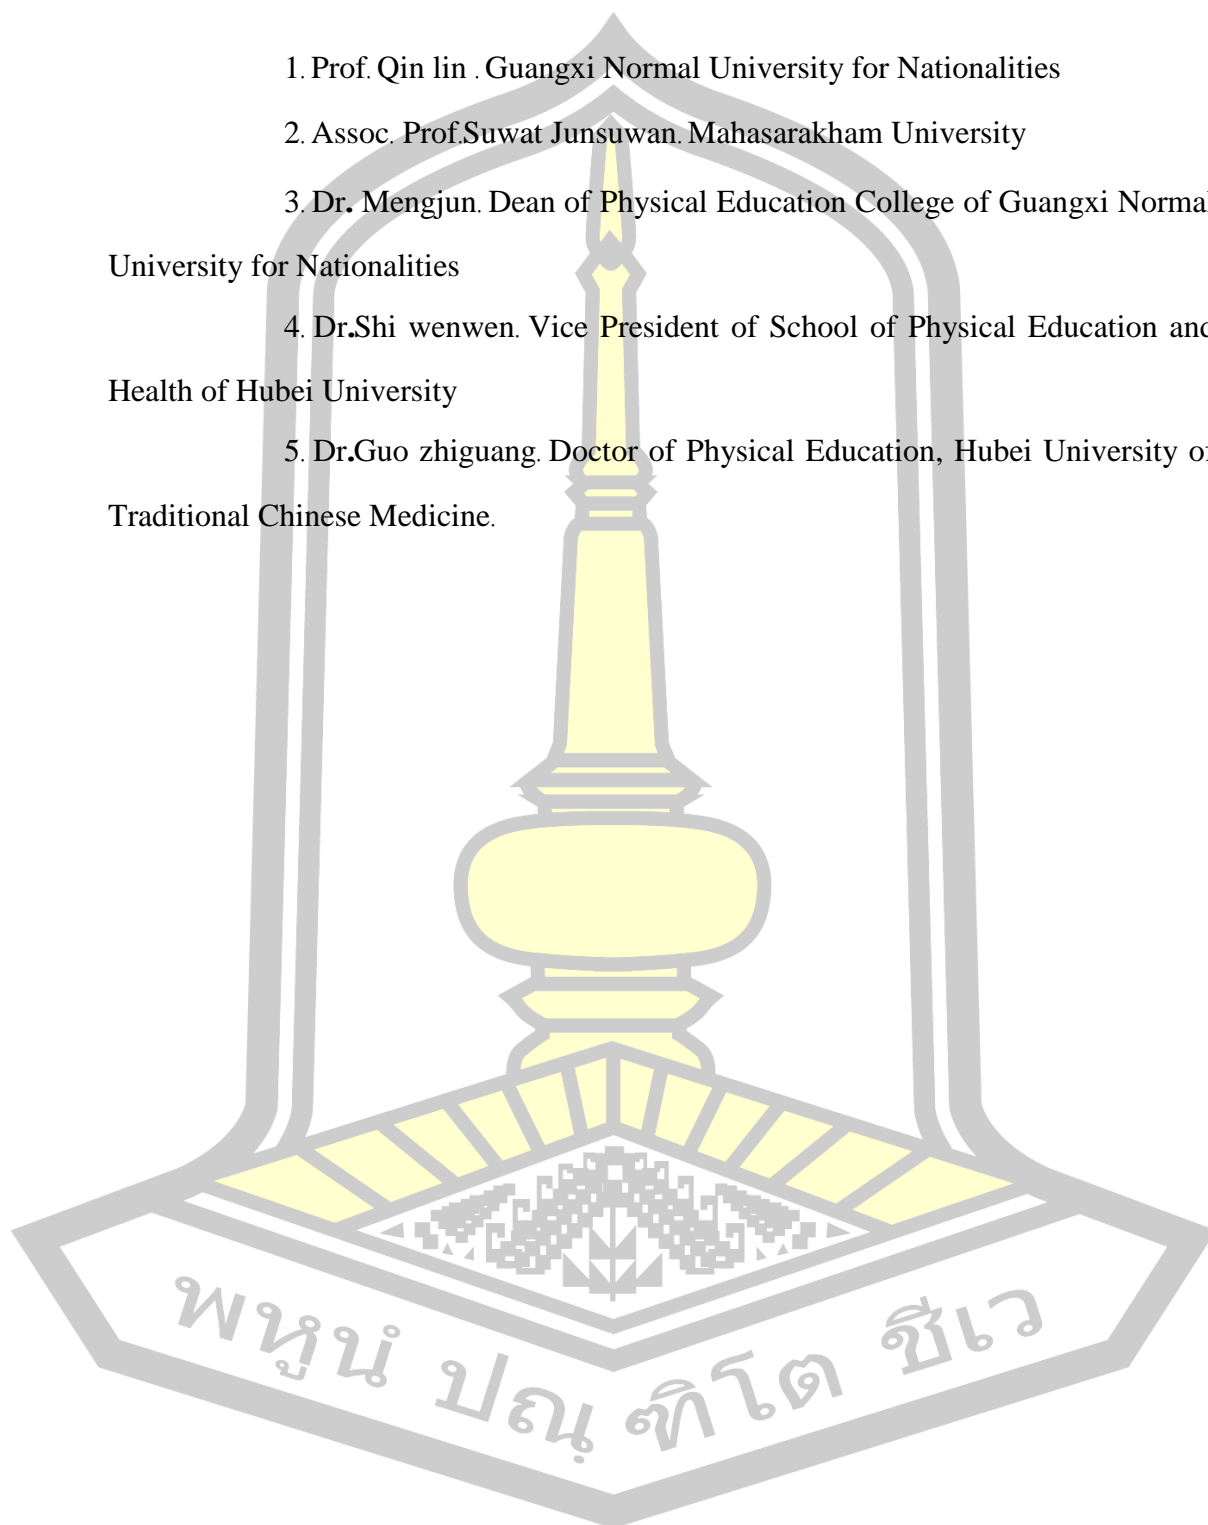 1. Prof. Qin lin . Guangxi Normal University for Nationalities
2. Assoc. Prof.Suwat Junsuwan. Mahasarakham University
3. Dr. Mengjun. Dean of Physical Education College of Guangxi Normal
University for Nationalities
4. Dr.Shi wenwen. Vice President of School of Physical Education and
Health of Hubei University
5. Dr.Guo zhiguang. Doctor of Physical Education, Hubei University of
Traditional Chinese Medicine.
พหูนํ ปณฺฑิโต ชีเว